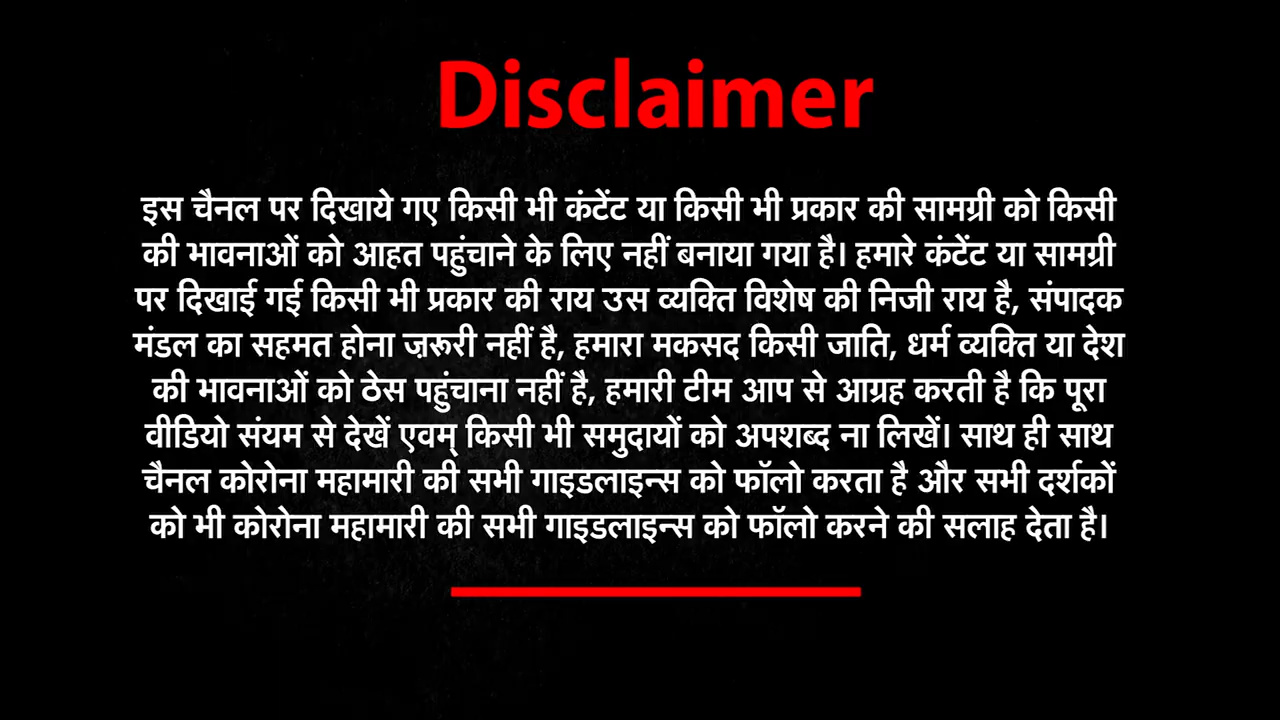 Disclaimer
इस चैनल पर दिखाये गए किसी भी कंटेंट या किसी भी प्रकार की सामग्री को किसी
की भावनाओं को आहत पहुंचाने के लिए नहीं बनाया गया है। हमारे कंटेंट या सामग्री
पर दिखाई गई किसी भी प्रकार की राय उस व्यक्ति विशेष की निजी राय है, संपादक
मंडल का सहमत होना ज़रूरी नहीं है, हमारा मकसद किसी जाति, धर्म व्यक्ति या देश
की भावनाओं को ठेस पहुंचाना नहीं है, हमारी टीम आप से आग्रह करती है कि पूरा
वीडियो संयम से देखें एवम् किसी भी समुदायों को अपशब्द ना लिखें। साथ ही साथ
चैनल कोरोना महामारी की सभी गाइडलाइन्स को फॉलो करता है और सभी दर्शकों
को भी कोरोना महामारी की सभी गाइडलाइन्स को फॉलो करने की सलाह देता है।